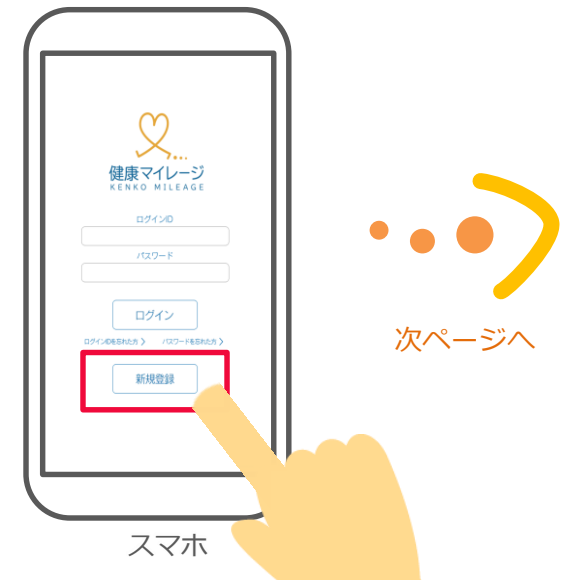 健康マイレージ
KENKO MILEAGE
ログインID
パスワード
ログイン
ログインIDを忘れた方 》 パスワードを忘れた方 》
新規登録
スマホ
次ページへ